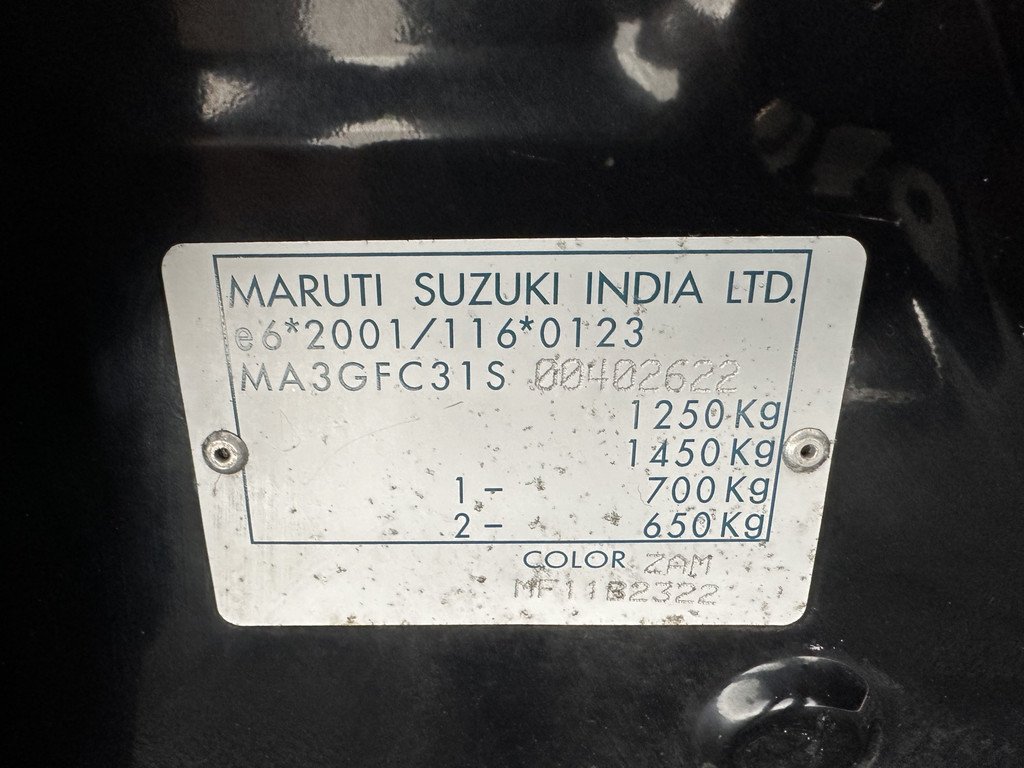 MARUTI SUZUKI INDIA LTD.
e6*2001/116*0123
MA3GFC31S 00402622
1250Kg
1450Kg
1 - 700Kg
2 - 650Kg
COLOR ZAM
MF11B2322